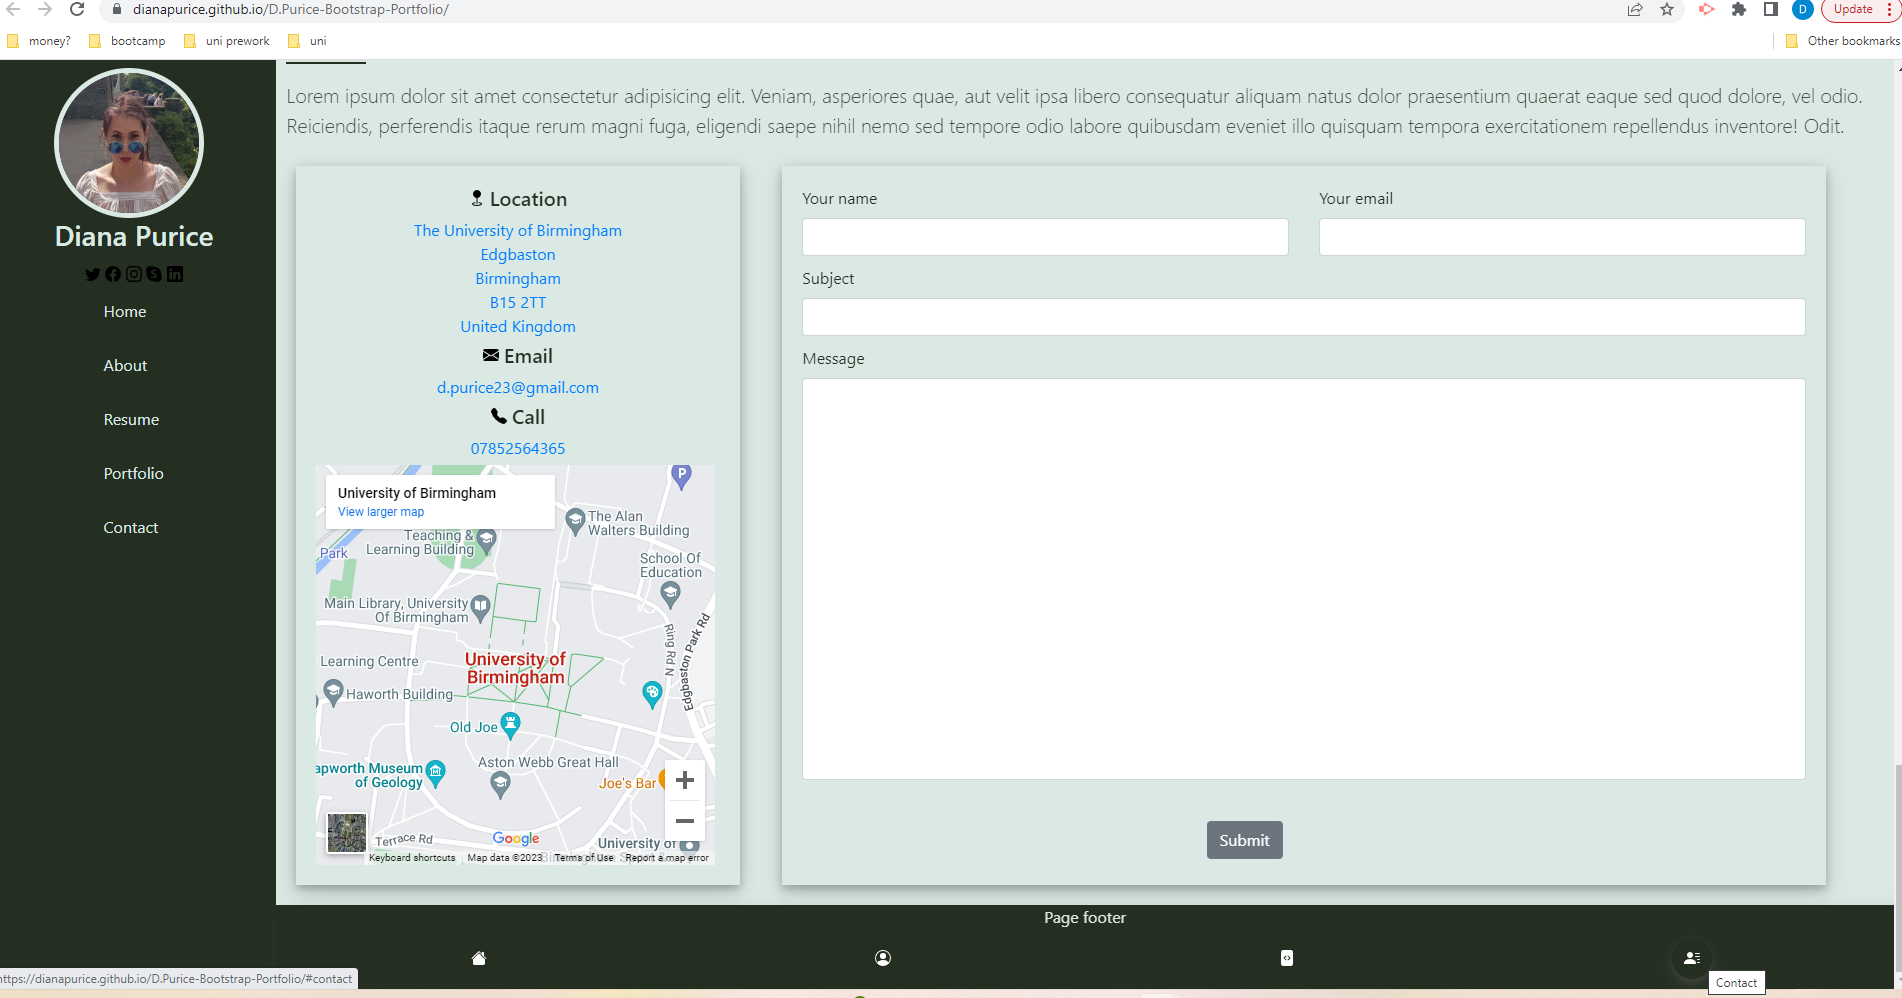 dianapurice.github.io/D.Purice-Bootstrap-Portfolio/
D
Update
money?
bootcamp
uni prework
uni
Other bookmarks
Diana Purice
Home
About
Resume
Portfolio
Contact
Lorem ipsum dolor sit amet consectetur adipisicing elit. Veniam, asperiores quae, aut velit ipsa libero consequatur aliquam natus dolor praesentium quaerat eaque sed quod dolore, vel odio.
Reiciendis, perferendis itaque rerum magni fuga, eligendi saepe nihil nemo sed tempore odio labore quibusdam eveniet illo quisquam tempora exercitationem repellendus inventore! Odit.
Location
The University of Birmingham
Edgbaston
Birmingham
B15 2TT
United Kingdom
Email
d.purice23@gmail.com
Call
07852564365
University of Birmingham
View larger map
P
The Alan
Walters Building
Teaching &
Learning Building
Park
School Of
Education
Main Library, University
Of Birmingham
Ring Rd N
Edgbaston Park Rd
Learning Centre
University of
Birmingham
Haworth Building
Old Joe
Aston Webb Great Hall
apworth Museum
of Geology
Joe's Bar
Terrace Rd
Google
University of
Keyboard shortcuts
Map data ©2023
Terms of Use
Report a map error
Your name
Your email
Subject
Message
Submit
Page footer
https://dianapurice.github.io/D.Purice-Bootstrap-Portfolio/#contact
Contact